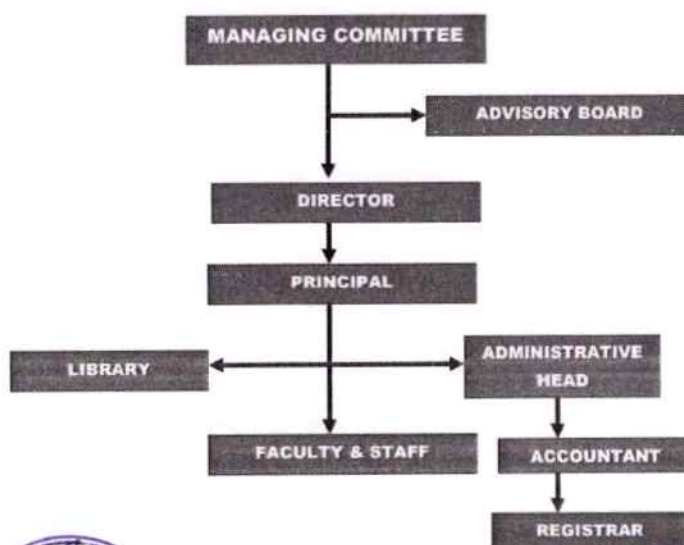 MANAGING COMMITTEE
ADVISORY BOARD
DIRECTOR
PRINCIPAL
LIBRARY
ADMINISTRATIVE
HEAD
FACULTY & STAFF
ACCOUNTANT
REGISTRAR